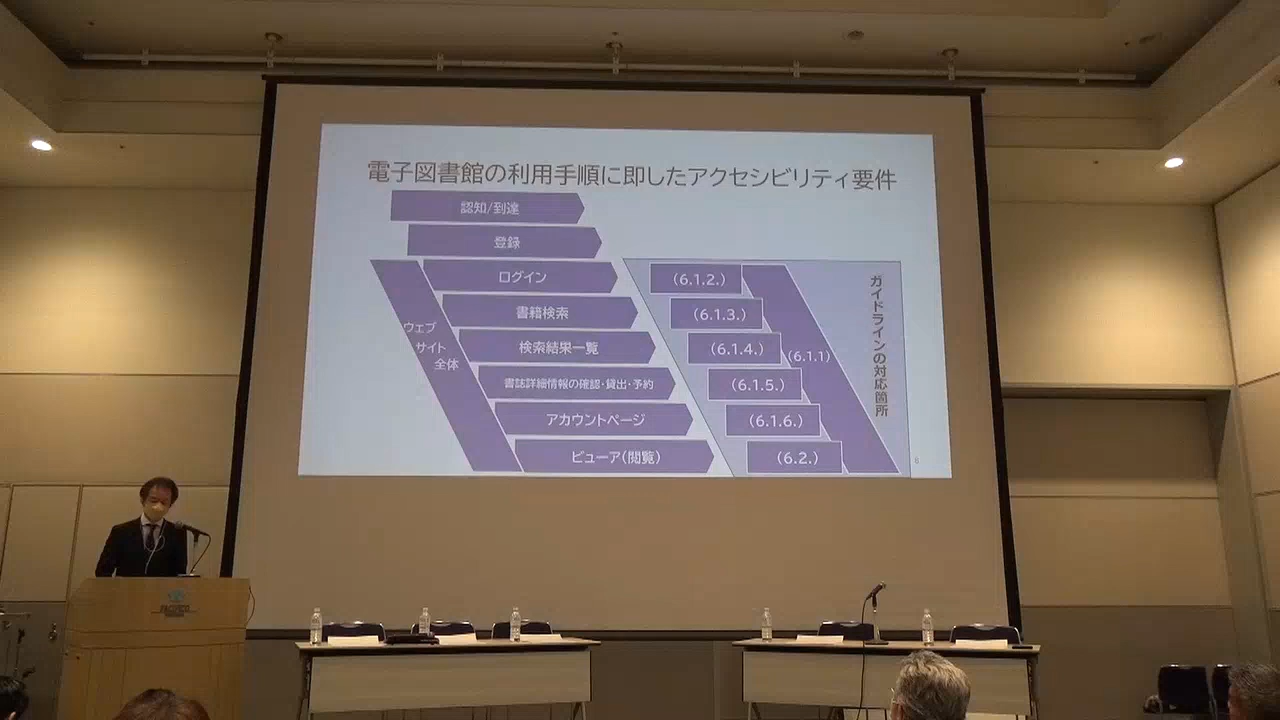 電子図書館の利用手順に即したアクセシビリティ要件
認知/到達
登録
ログイン
(6.1.2.)
書籍検索
(6.1.3.)
検索結果一覧
(6.1.4.)
書誌詳細情報の確認・貸出・予約
(6.1.5.)
アカウントページ
(6.1.6.)
ビューア(閲覧)
(6.2.)
ウェブ
サイト
全体
(6.1.1)
ガイドラインの対応箇所
8
PACIFICO